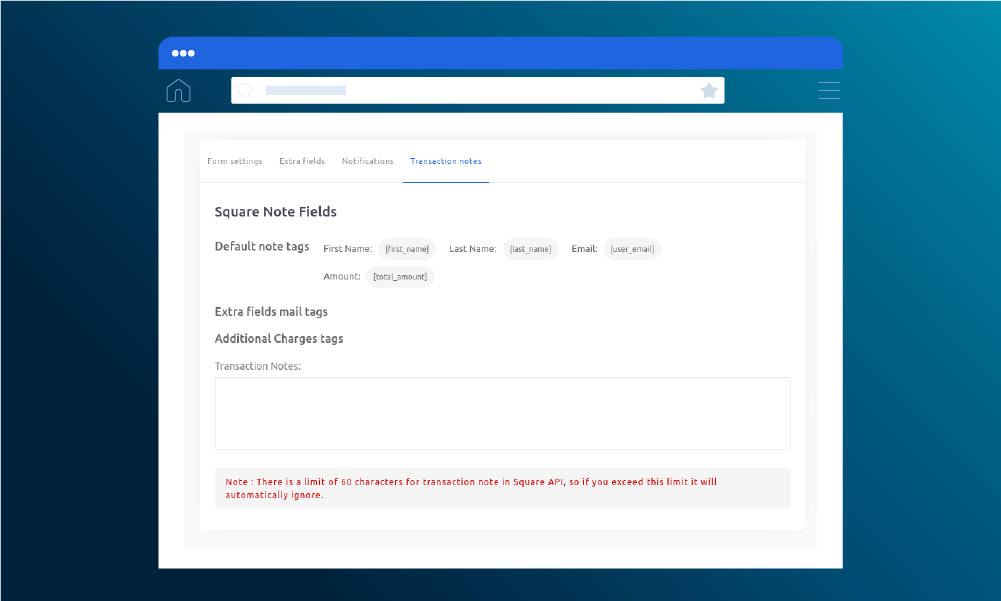 Form settings Extra fields Notifications Transaction notes
Square Note Fields
Default note tags First Name: [first_name] Last Name: [last_name] Email: [user_email]
Amount: [total_amount]
Extra fields mail tags
Additional Charges tags
Transaction Notes:
Note : There is a limit of 60 characters for transaction note in Square API, so if you exceed this limit it will
automatically ignore.